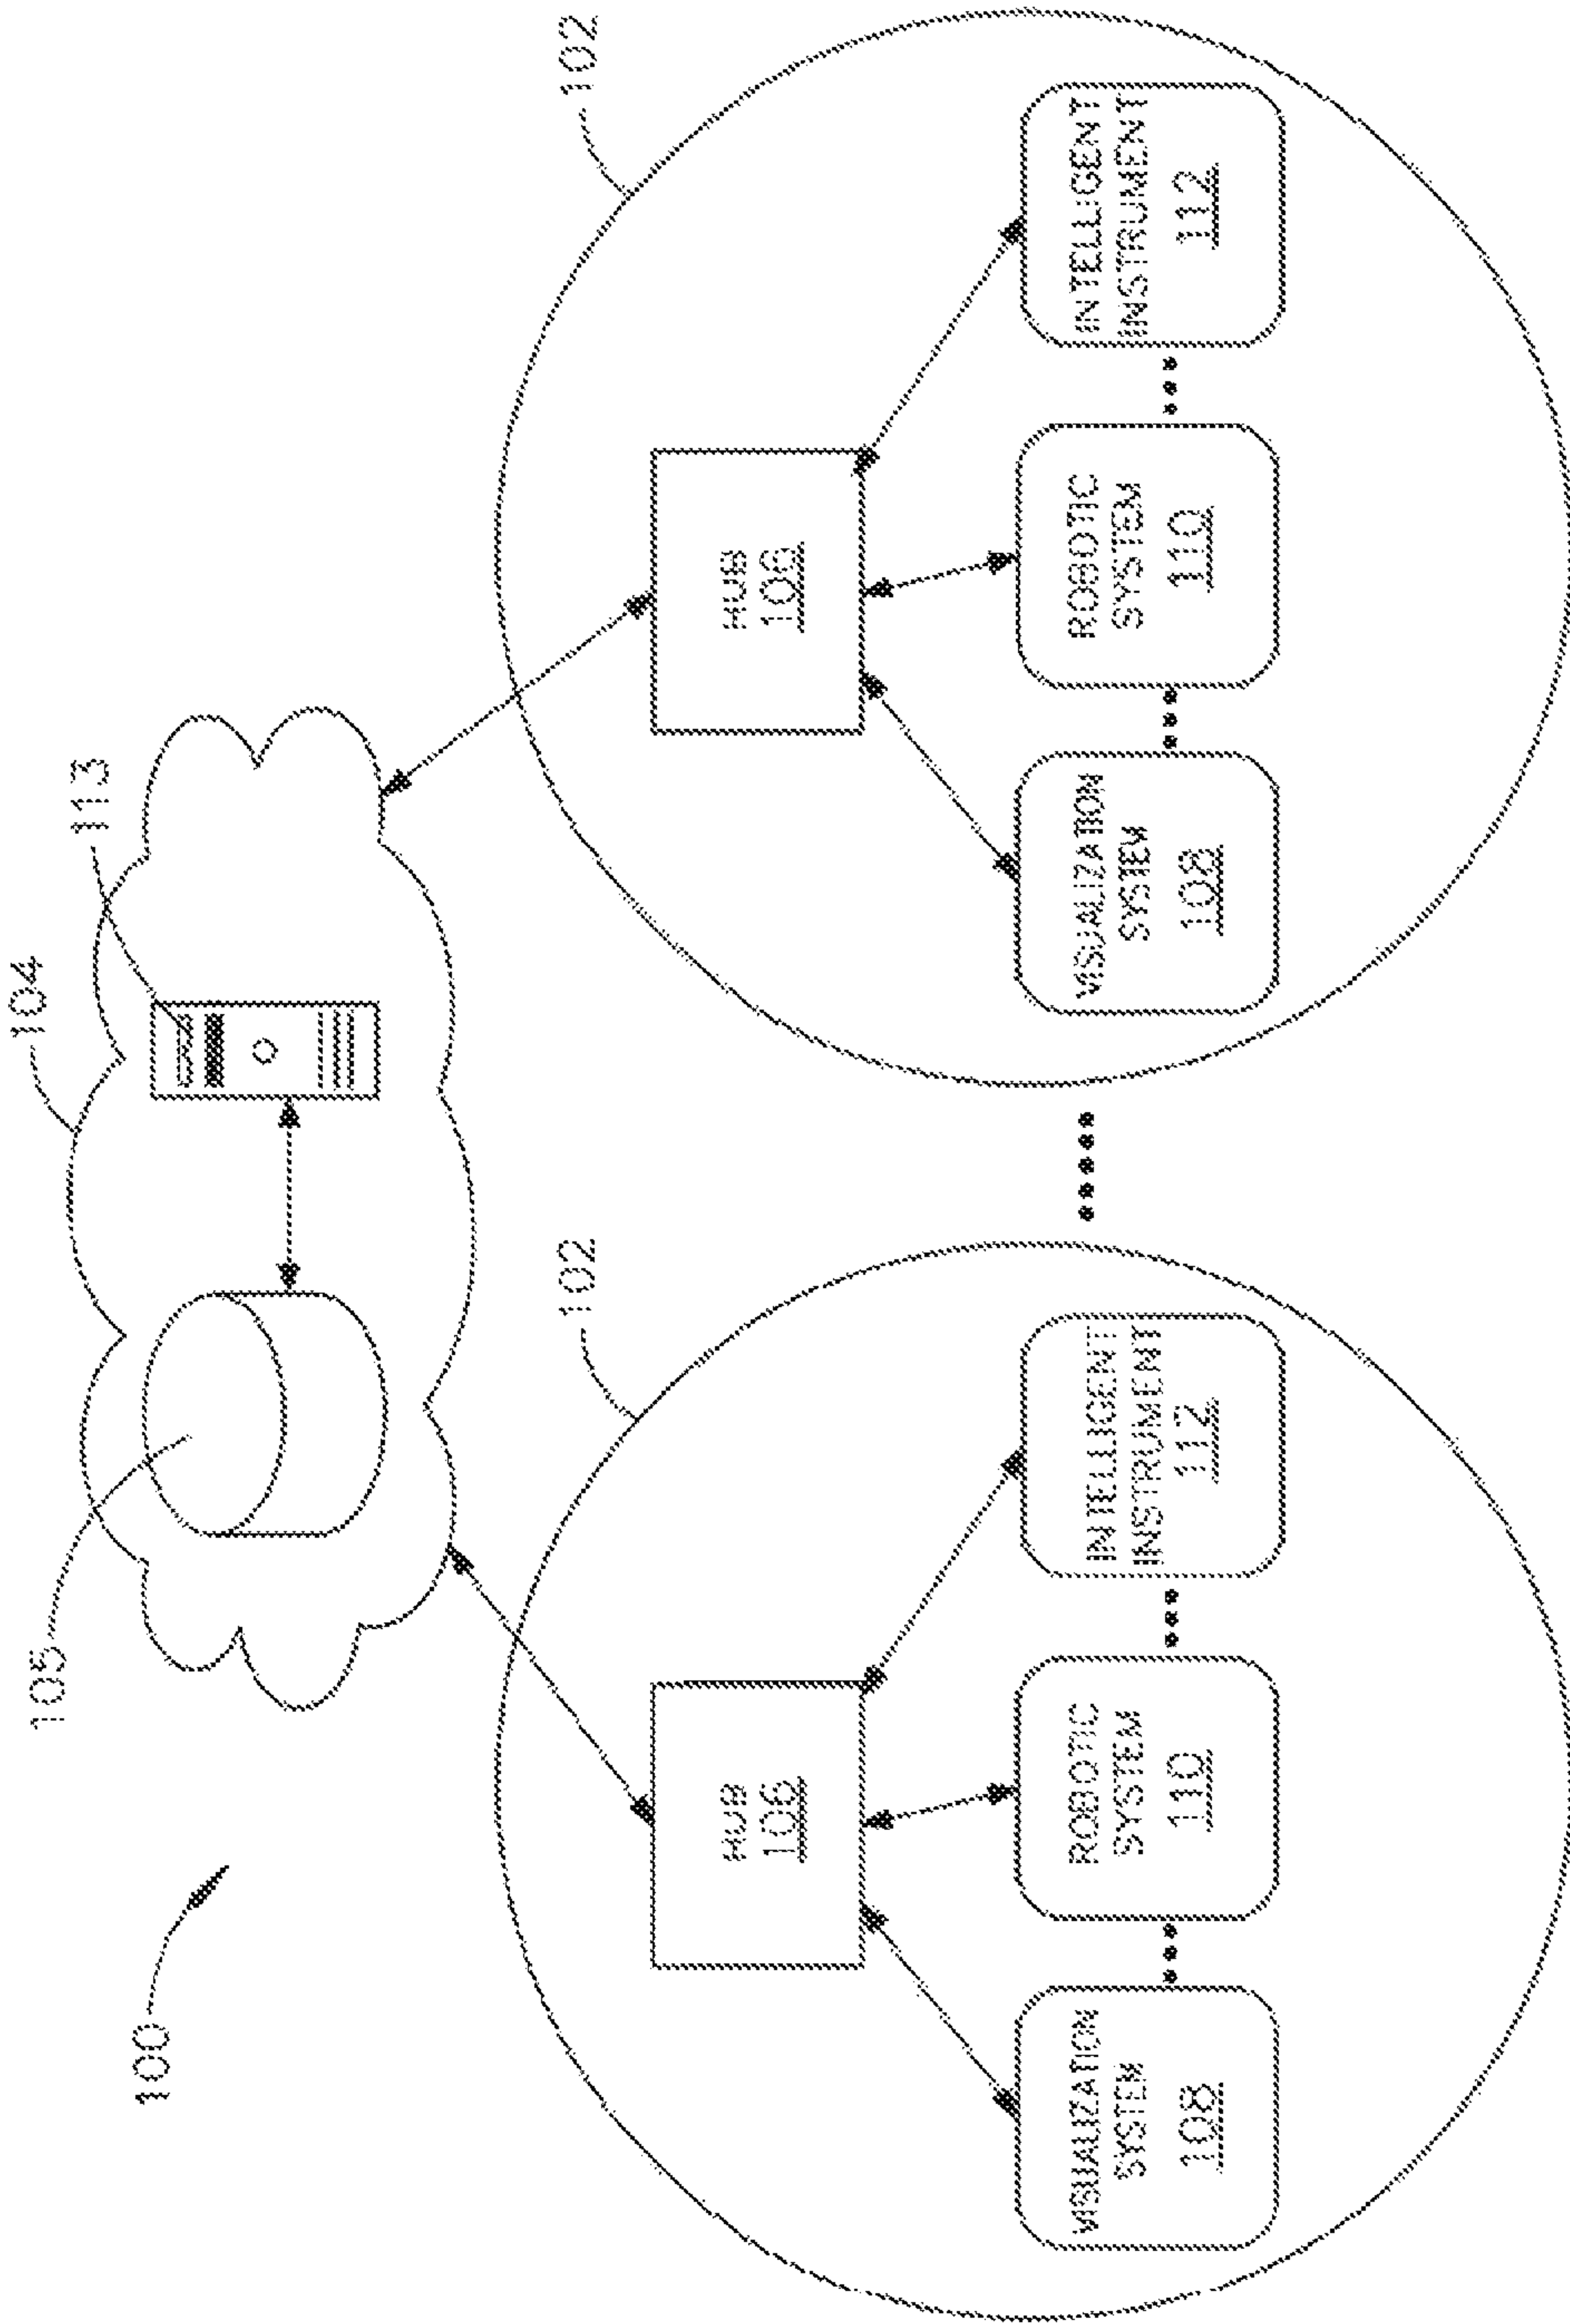 100
105
104
113
102
HUB
106
VISUALIZATION
SYSTEM
108
ROBOTIC
SYSTEM
110
INTELLIGENT
INSTRUMENT
112
102
HUB
106
VISUALIZATION
SYSTEM
108
ROBOTIC
SYSTEM
110
INTELLIGENT
INSTRUMENT
112